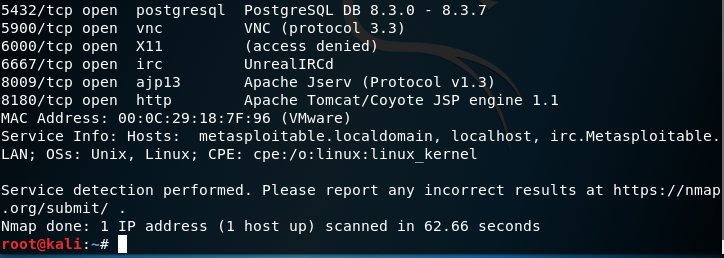 5432/tcp open  postgresql  PostgreSQL DB 8.3.0 - 8.3.7
5900/tcp open  vnc         VNC (protocol 3.3)
6000/tcp open  X11         (access denied)
6667/tcp open  irc         UnrealIRCd
8009/tcp open  ajp13       Apache Jserv (Protocol v1.3)
8180/tcp open  http        Apache Tomcat/Coyote JSP engine 1.1
MAC Address: 00:0C:29:18:7F:96 (VMware)
Service Info: Hosts:  metasploitable.localdomain, localhost, irc.Metasploitable.
LAN; OSs: Unix, Linux; CPE: cpe:/o:linux:linux_kernel

Service detection performed. Please report any incorrect results at https://nmap
.org/submit/ .
Nmap done: 1 IP address (1 host up) scanned in 62.66 seconds
root@kali:~#